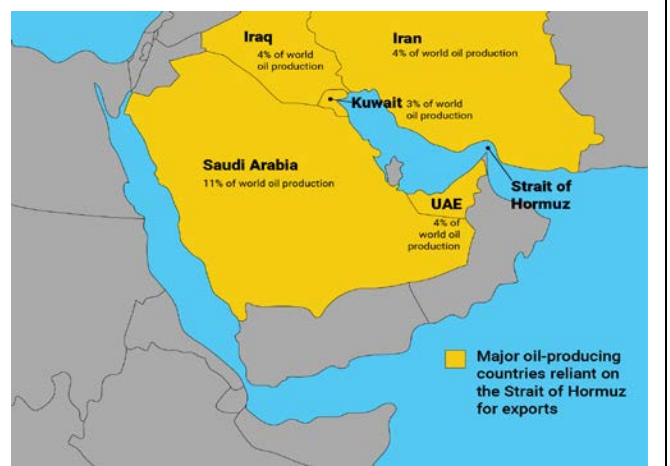 Iraq
4% of world
oil production
Iran
4% of world oil production
Kuwait 3% of world
oil production
Saudi Arabia
11% of world oil production
Strait of
Hormuz
UAE
4% of
world oil
production
Major oil-producing
countries reliant on
the Strait of Hormuz
for exports